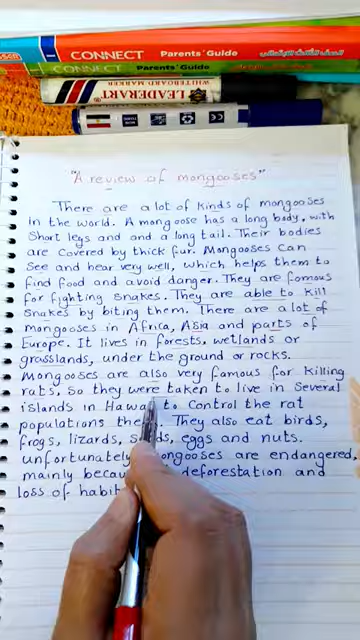 1 CONNECT Parents' Guide
CONNECT Parents' Guide
LEADERART WHITEBOARD MARKER
"A review of mongooses"
There are a lot of kinds of mongooses
in the world. A mongoose has a long body, with
short legs and and a long tail. Their bodies
are covered by thick fur. Mongooses can
see and hear very well, which helps them to
find food and avoid danger. They are famous
for fighting snakes. They are able to kill
snakes by biting them. There are a lot of
mongooses in Africa, Asia and parts of
Europe. It lives in forests, wetlands or
grasslands, under the ground or rocks.
Mongooses are also very famous for killing
rats, so they were taken to live in several
islands in Hawaii to control the rat
populations the. They also eat birds,
frogs, lizards, s ds, eggs and nuts.
unfortunately mongooses are endangered,
mainly becau deforestation and
loss of habit